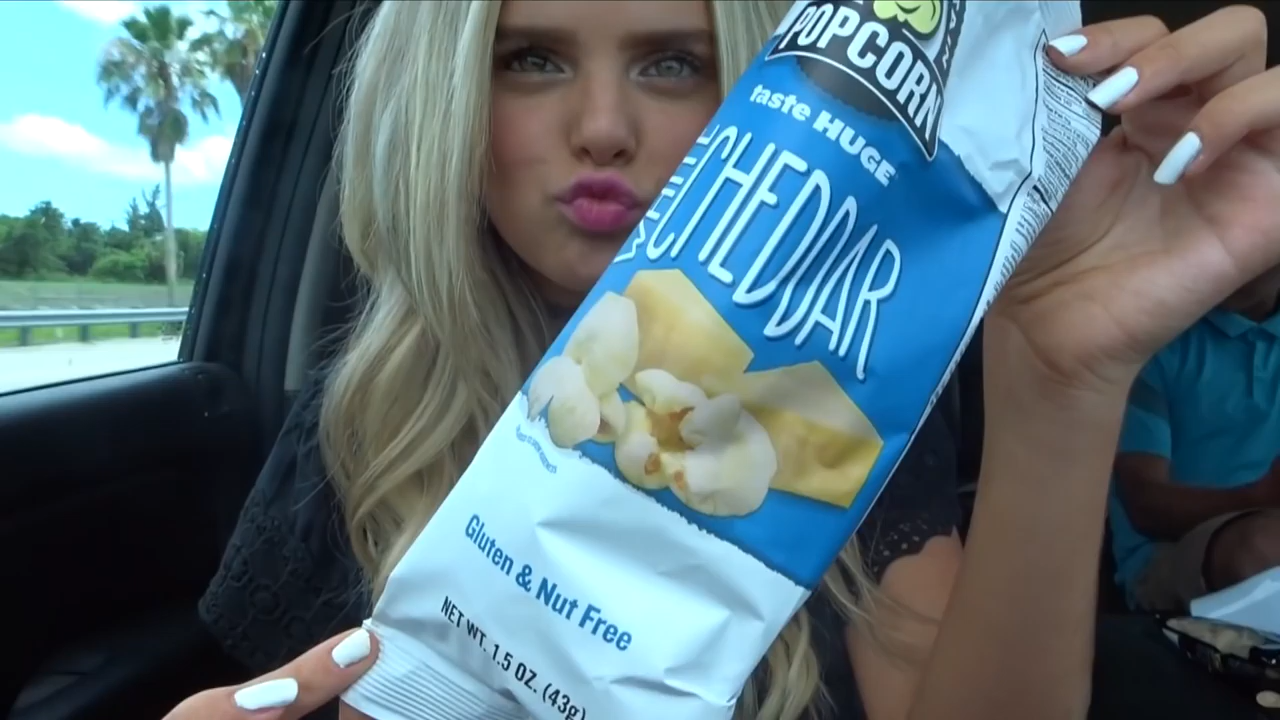 POPCORN
taste HUGE
CHEDDAR
Gluten & Nut Free
NET WT. 1.5 OZ. (43g)